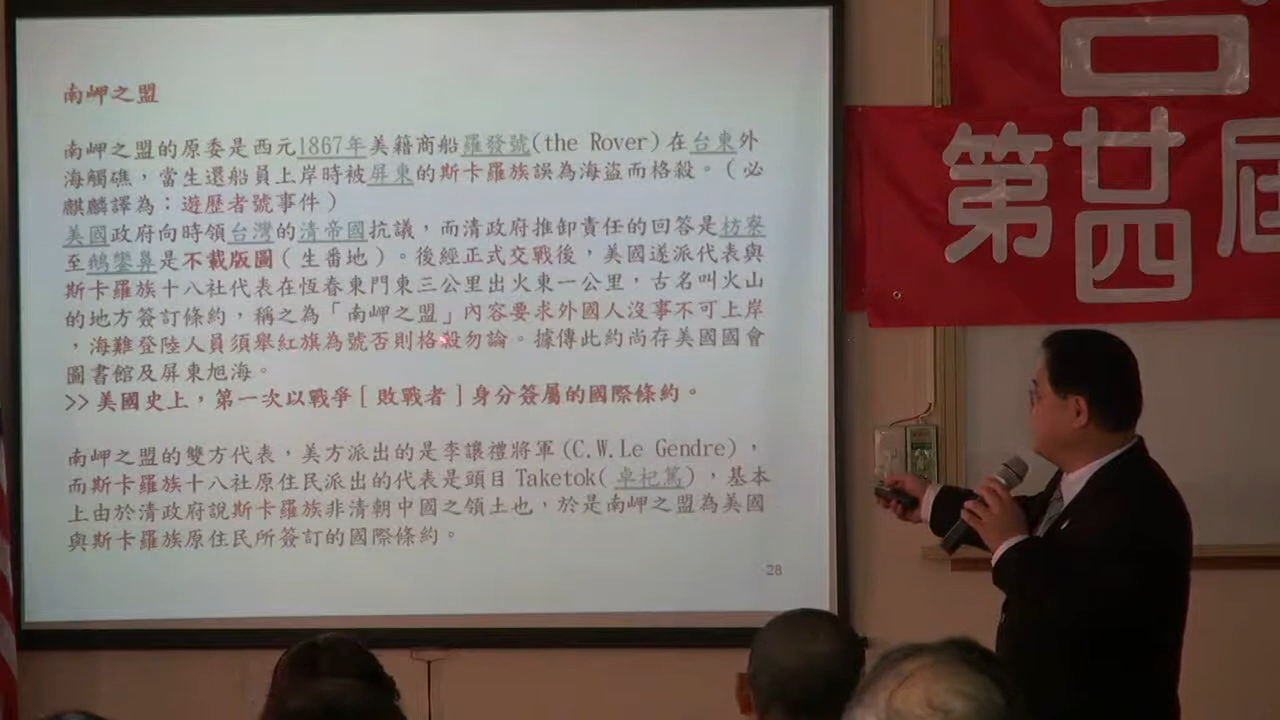 南岬之盟
南岬之盟的原委是西元1867年美籍商船羅發號(the Rover)在台東外
海觸礁，當生還船員上岸時被屏東的斯卡羅族誤為海盜而格殺。(必
麒麟譯為：遊歷者號事件)
美國政府向時領台灣的清帝國抗議，而清政府推卸責任的回答是枋寮
至鵝鑾鼻是不載版圖(生番地)。後經正式交戰後，美國遂派代表與
斯卡羅族十八社代表在恆春東門東三公里出火東一公里，古名叫火山
的地方簽訂條約，稱之為「南岬之盟」內容要求外國人沒事不可上岸
，海難登陸人員須舉紅旗為號否則格殺勿論。據傳此約尚存美國國會
圖書館及屏東旭海。
>>美國史上，第一次以戰爭[敗戰者]身分簽屬的國際條約。
南岬之盟的雙方代表，美方派出的是李讓禮將軍(C.W.Le Gendre)，
而斯卡羅族十八社原住民派出的代表是頭目Taketok(卓杞篤)，基本
上由於清政府說斯卡羅族非清朝中國之領土也，於是南岬之盟為美國
與斯卡羅族原住民所簽訂的國際條約。
28
第廿四屆